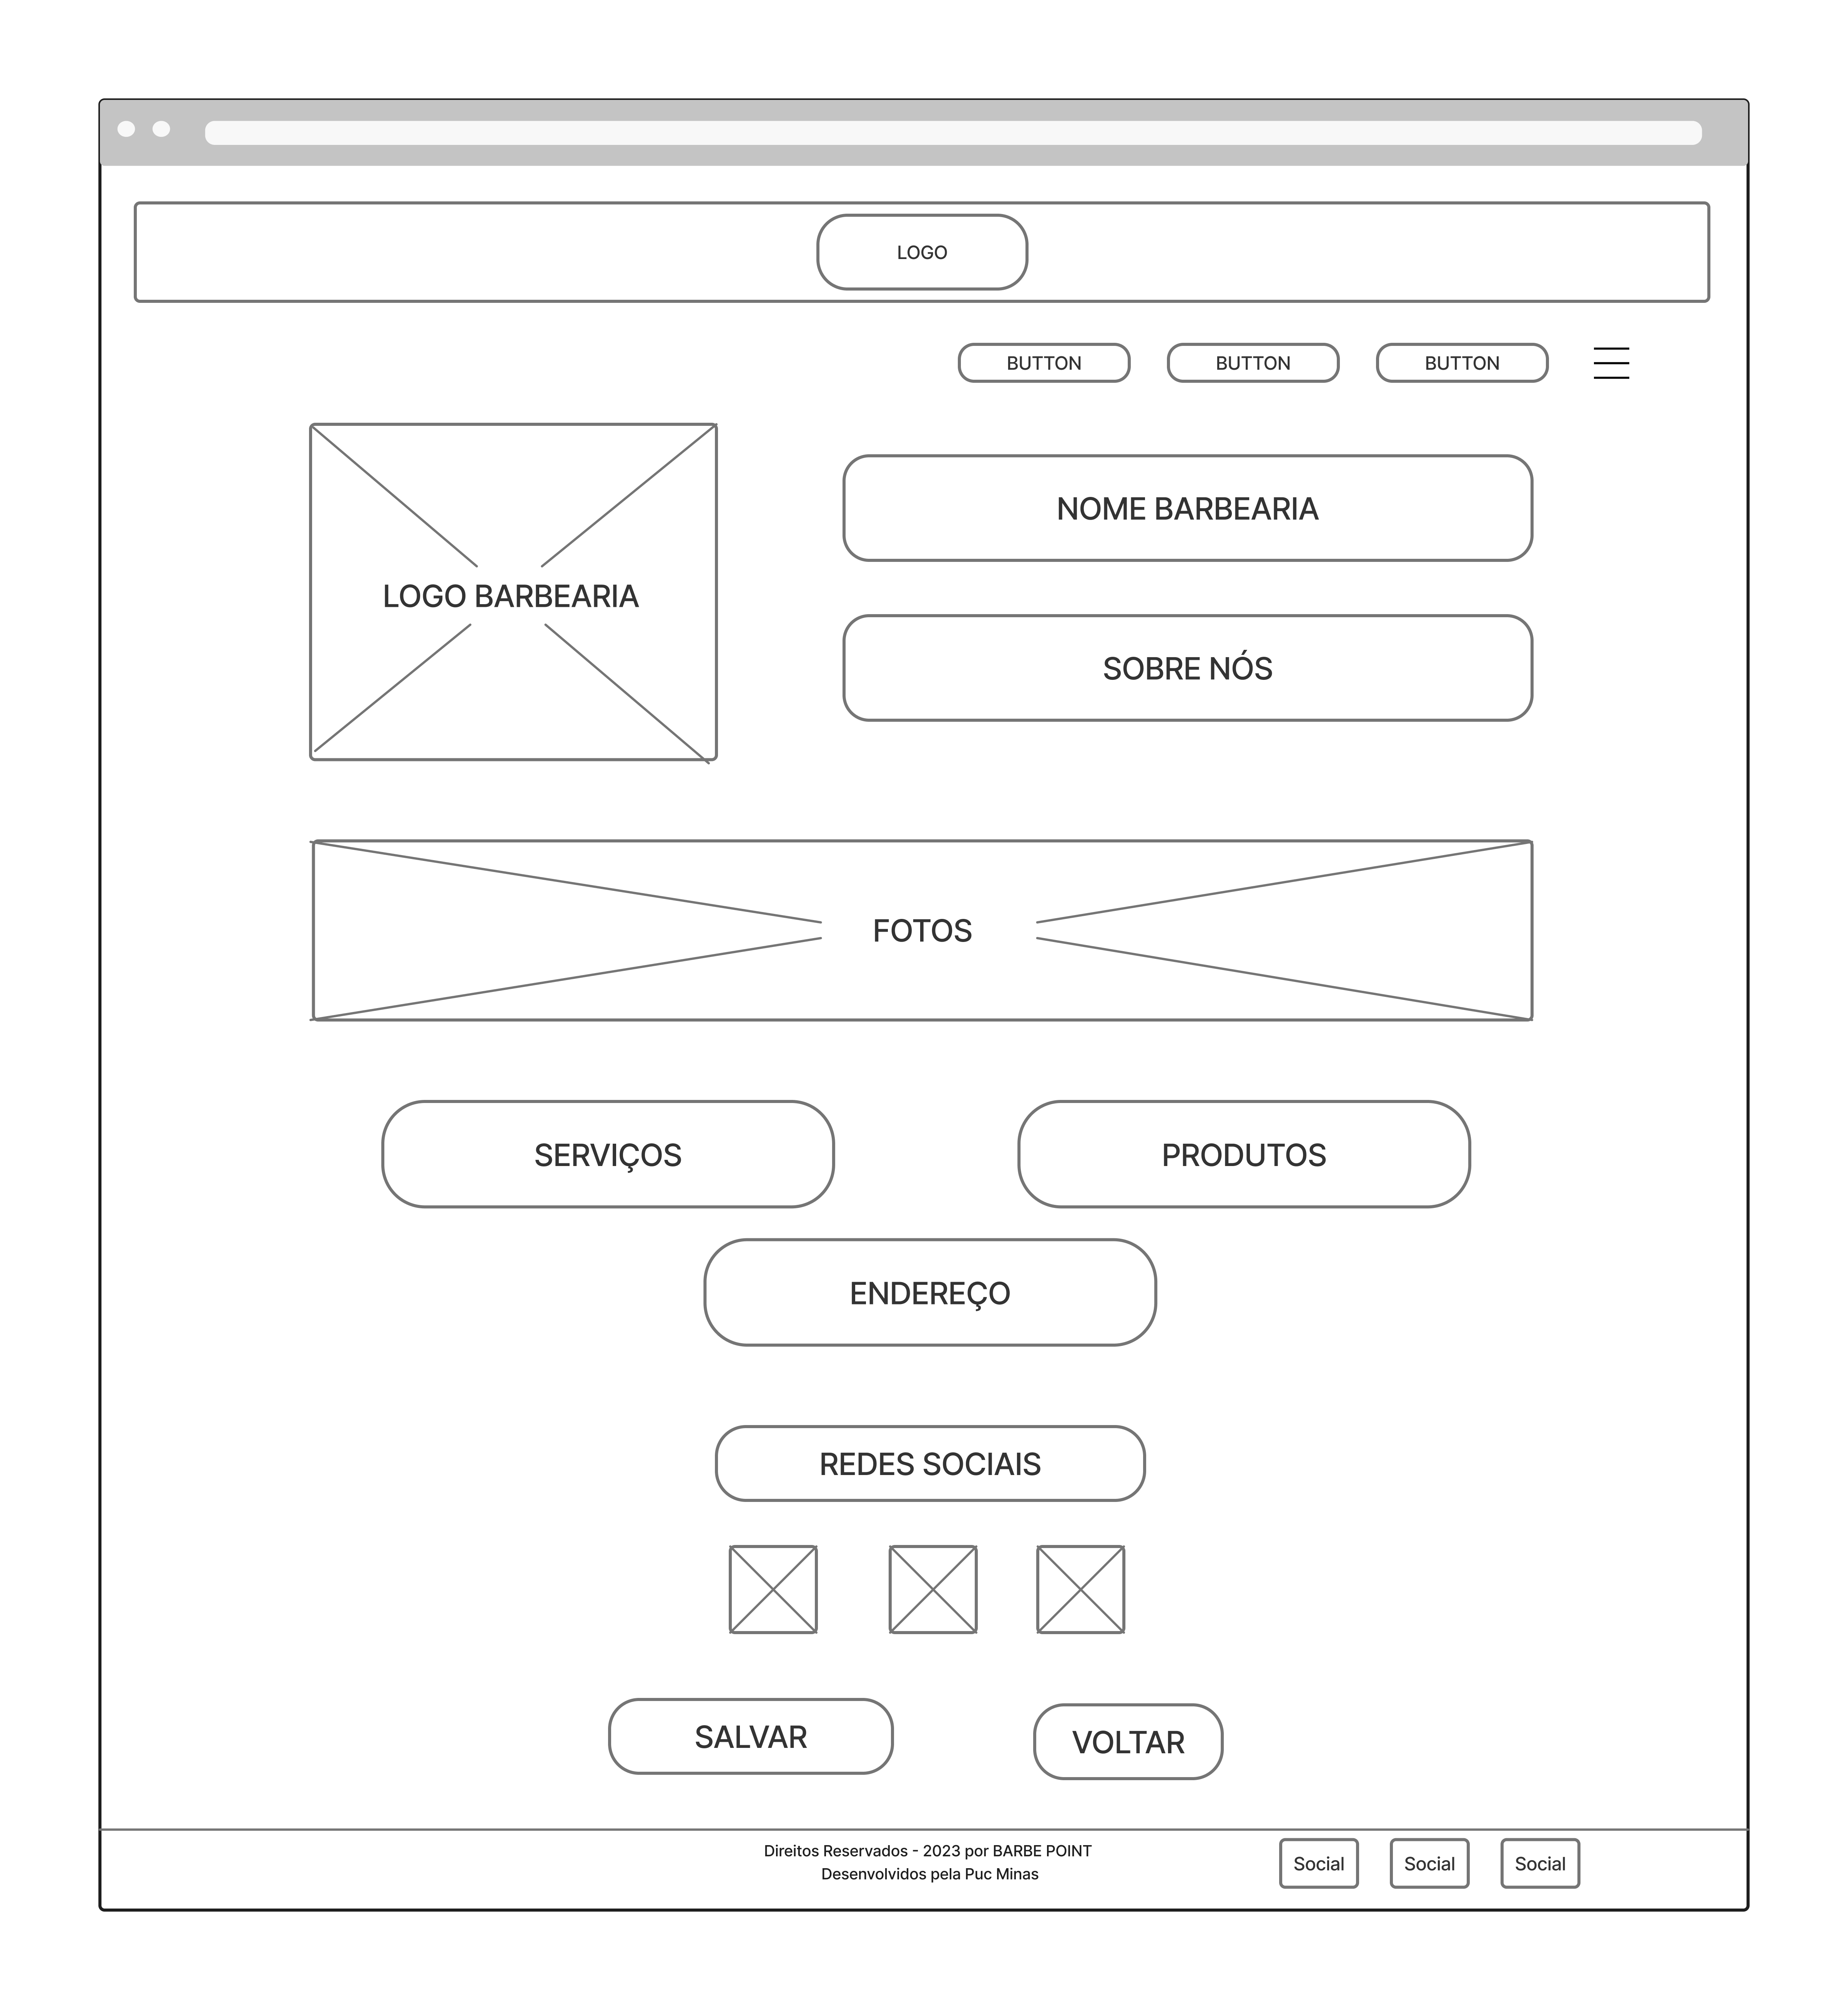 LOGO
BUTTON
BUTTON
BUTTON
LOGO BARBEARIA
NOME BARBEARIA
SOBRE NÓS
FOTOS
SERVIÇOS
PRODUTOS
ENDEREÇO
REDES SOCIAIS
SALVAR
VOLTAR
Direitos Reservados - 2023 por BARBE POINT
Desenvolvidos pela Puc Minas
Social
Social
Social